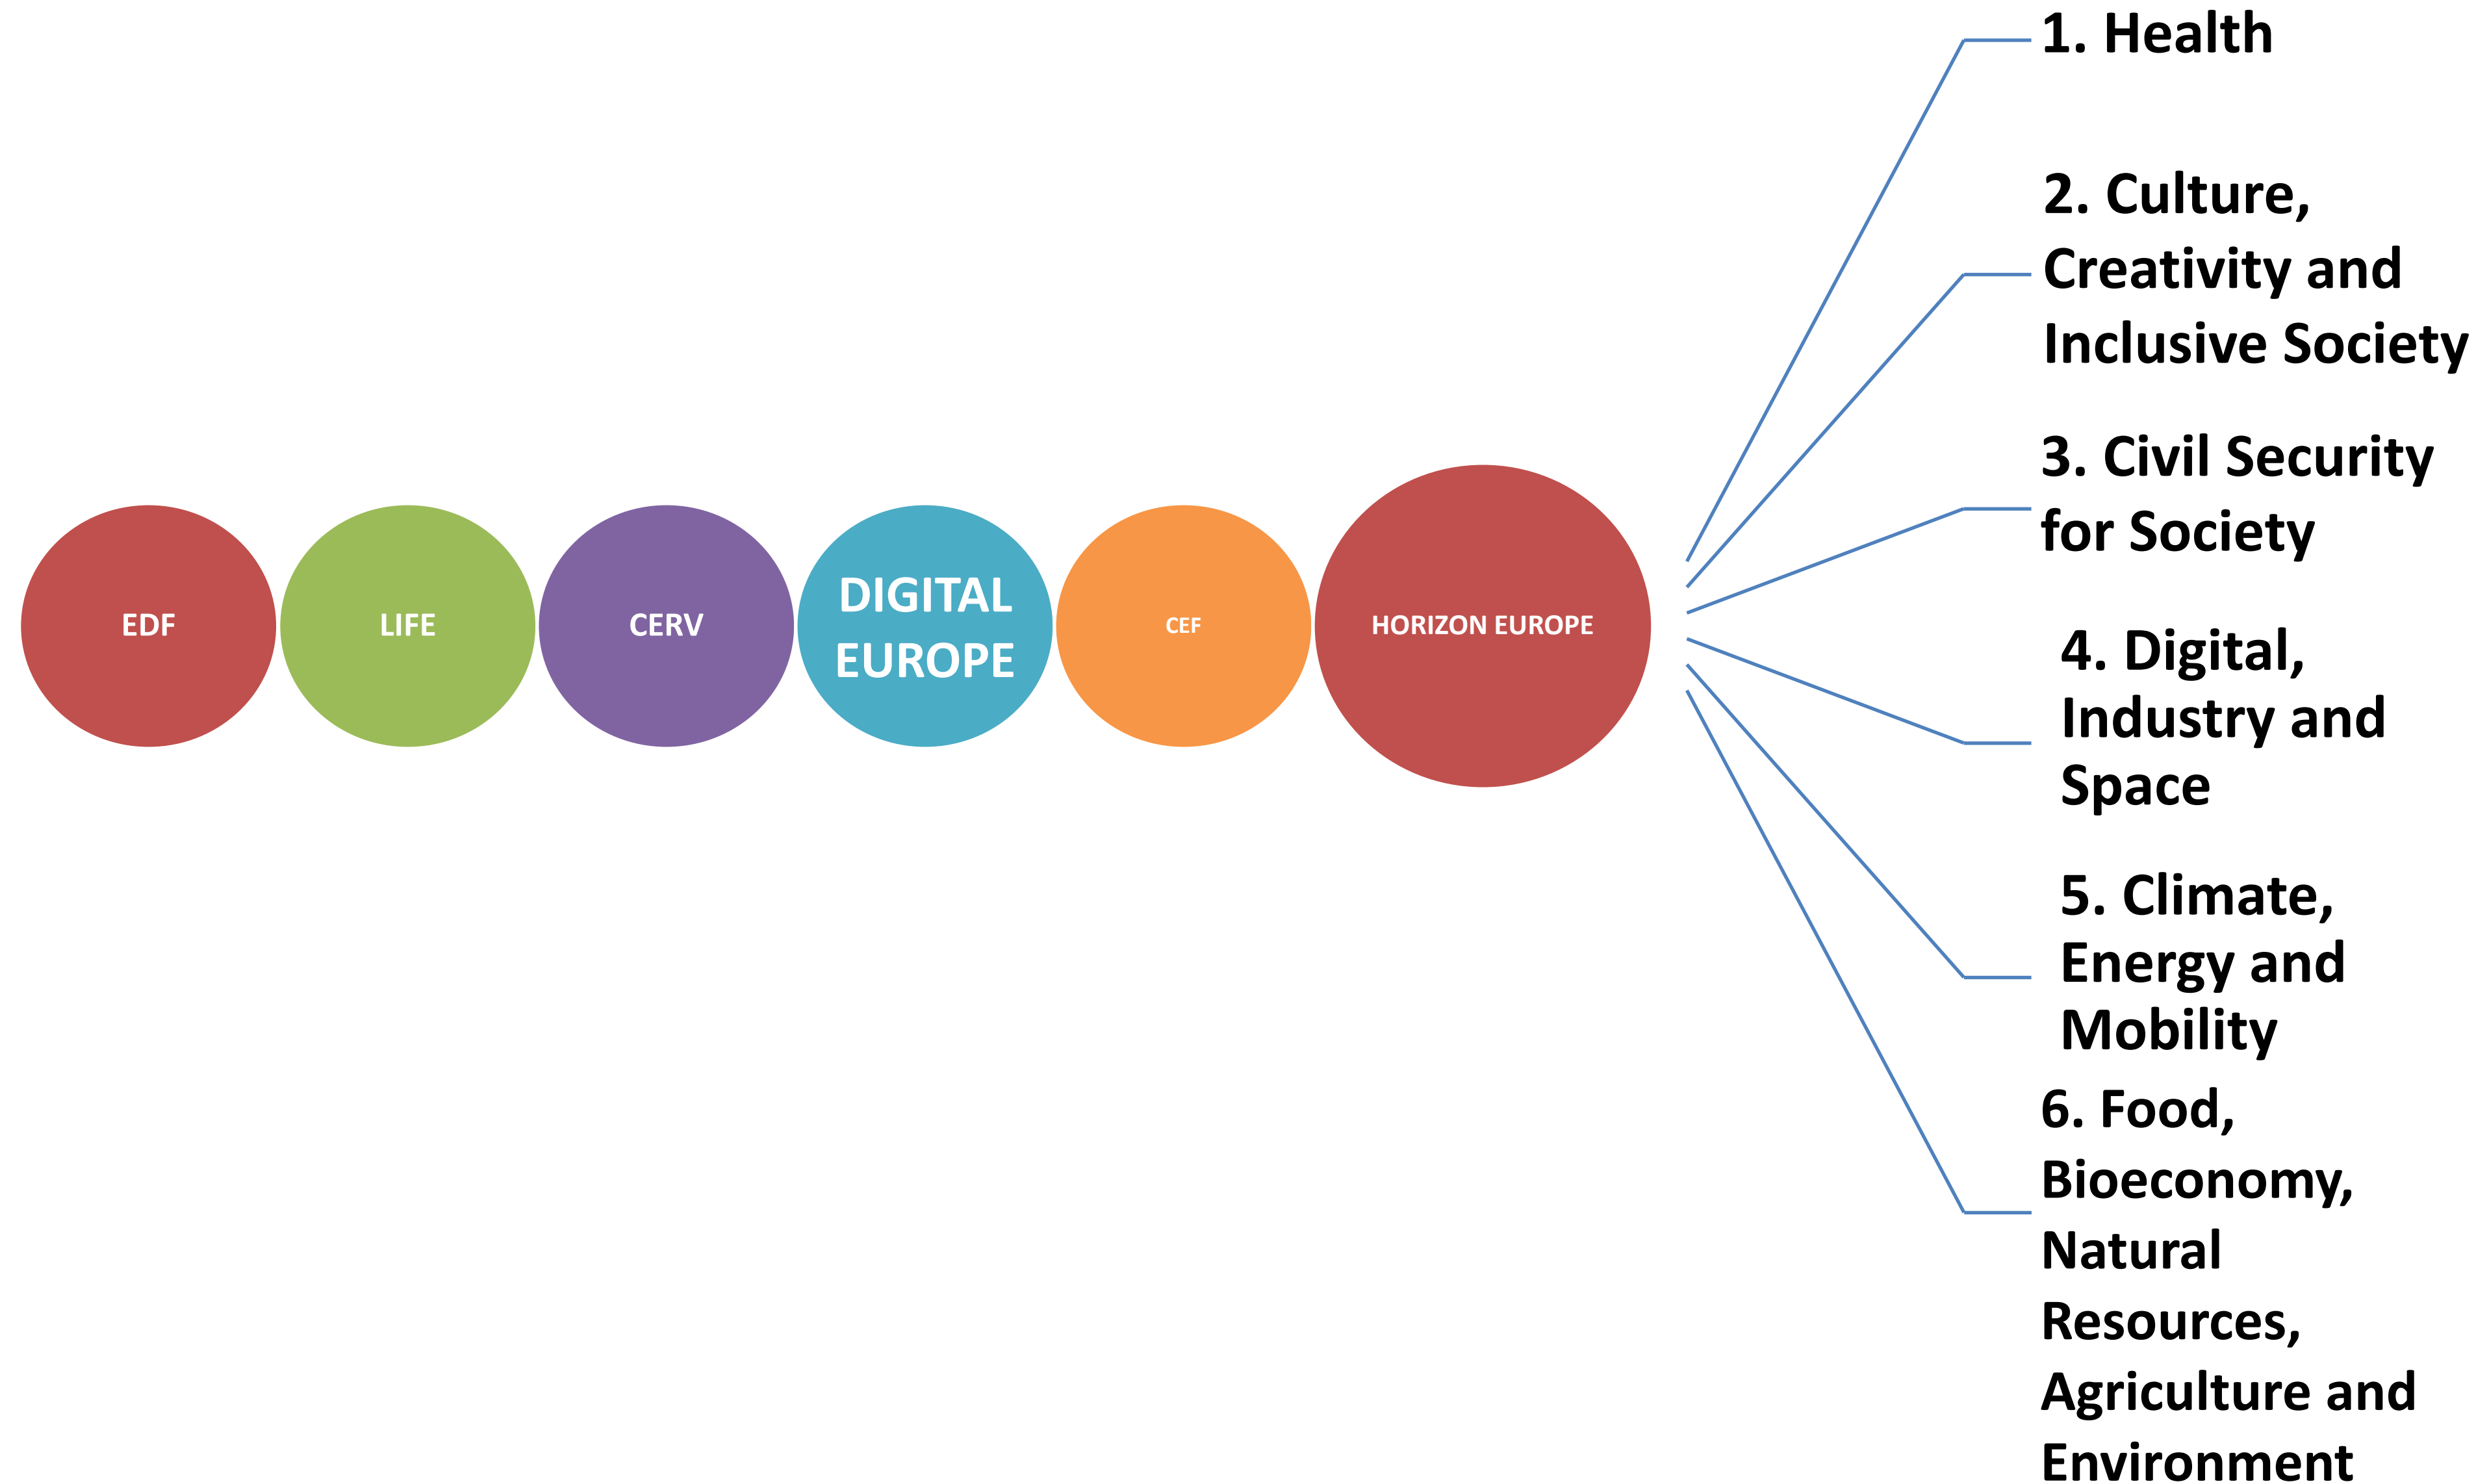 EDF
LIFE
CERV
DIGITAL
EUROPE
CEF
HORIZON EUROPE
1. Health
2. Culture,
Creativity and
Inclusive Society
3. Civil Security
for Society
4. Digital,
Industry and
Space
5. Climate,
Energy and
Mobility
6. Food,
Bioeconomy,
Natural
Resources,
Agriculture and
Environment